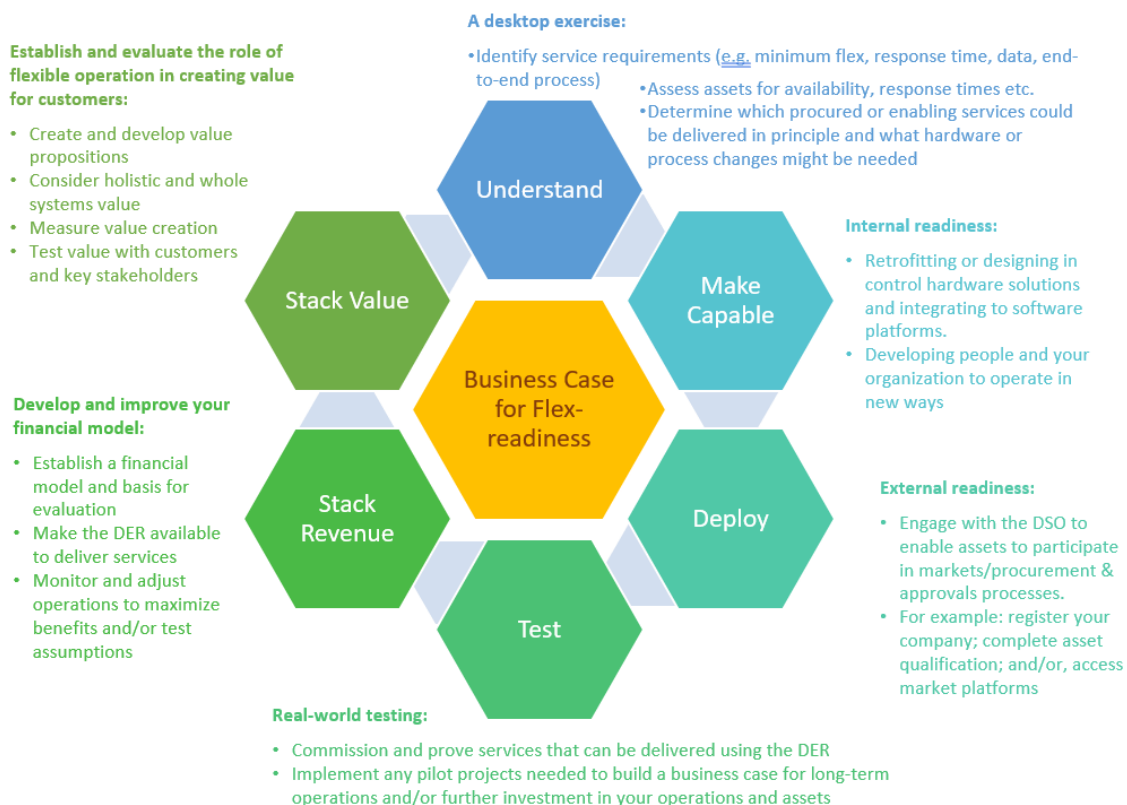 A desktop exercise:
•Identify service requirements (e.g. minimum flex, response time, data, end-
to-end process)
•Assess assets for availability, response times etc.
•Determine which procured or enabling services could
be delivered in principle and what hardware or
process changes might be needed
Understand
Internal readiness:
• Retrofitting or designing in
control hardware solutions
and integrating to software
platforms.
• Developing people and your
organization to operate in
new ways
Make
Capable
External readiness:
• Engage with the DSO to
enable assets to participate
in markets/procurement &
approvals processes.
• For example: register your
company; complete asset
qualification; and/or, access
market platforms
Deploy
Test
Real-world testing:
• Commission and prove services that can be delivered using the DER
• Implement any pilot projects needed to build a business case for long-term
operations and/or further investment in your operations and assets
Develop and improve your
financial model:
• Establish a financial
model and basis for
evaluation
• Make the DER available
to deliver services
• Monitor and adjust
operations to maximize
benefits and/or test
assumptions
Stack
Revenue
Establish and evaluate the role of
flexible operation in creating value
for customers:
• Create and develop value
propositions
• Consider holistic and whole
systems value
• Measure value creation
• Test value with customers
and key stakeholders
Stack Value
Business Case
for Flex-
readiness